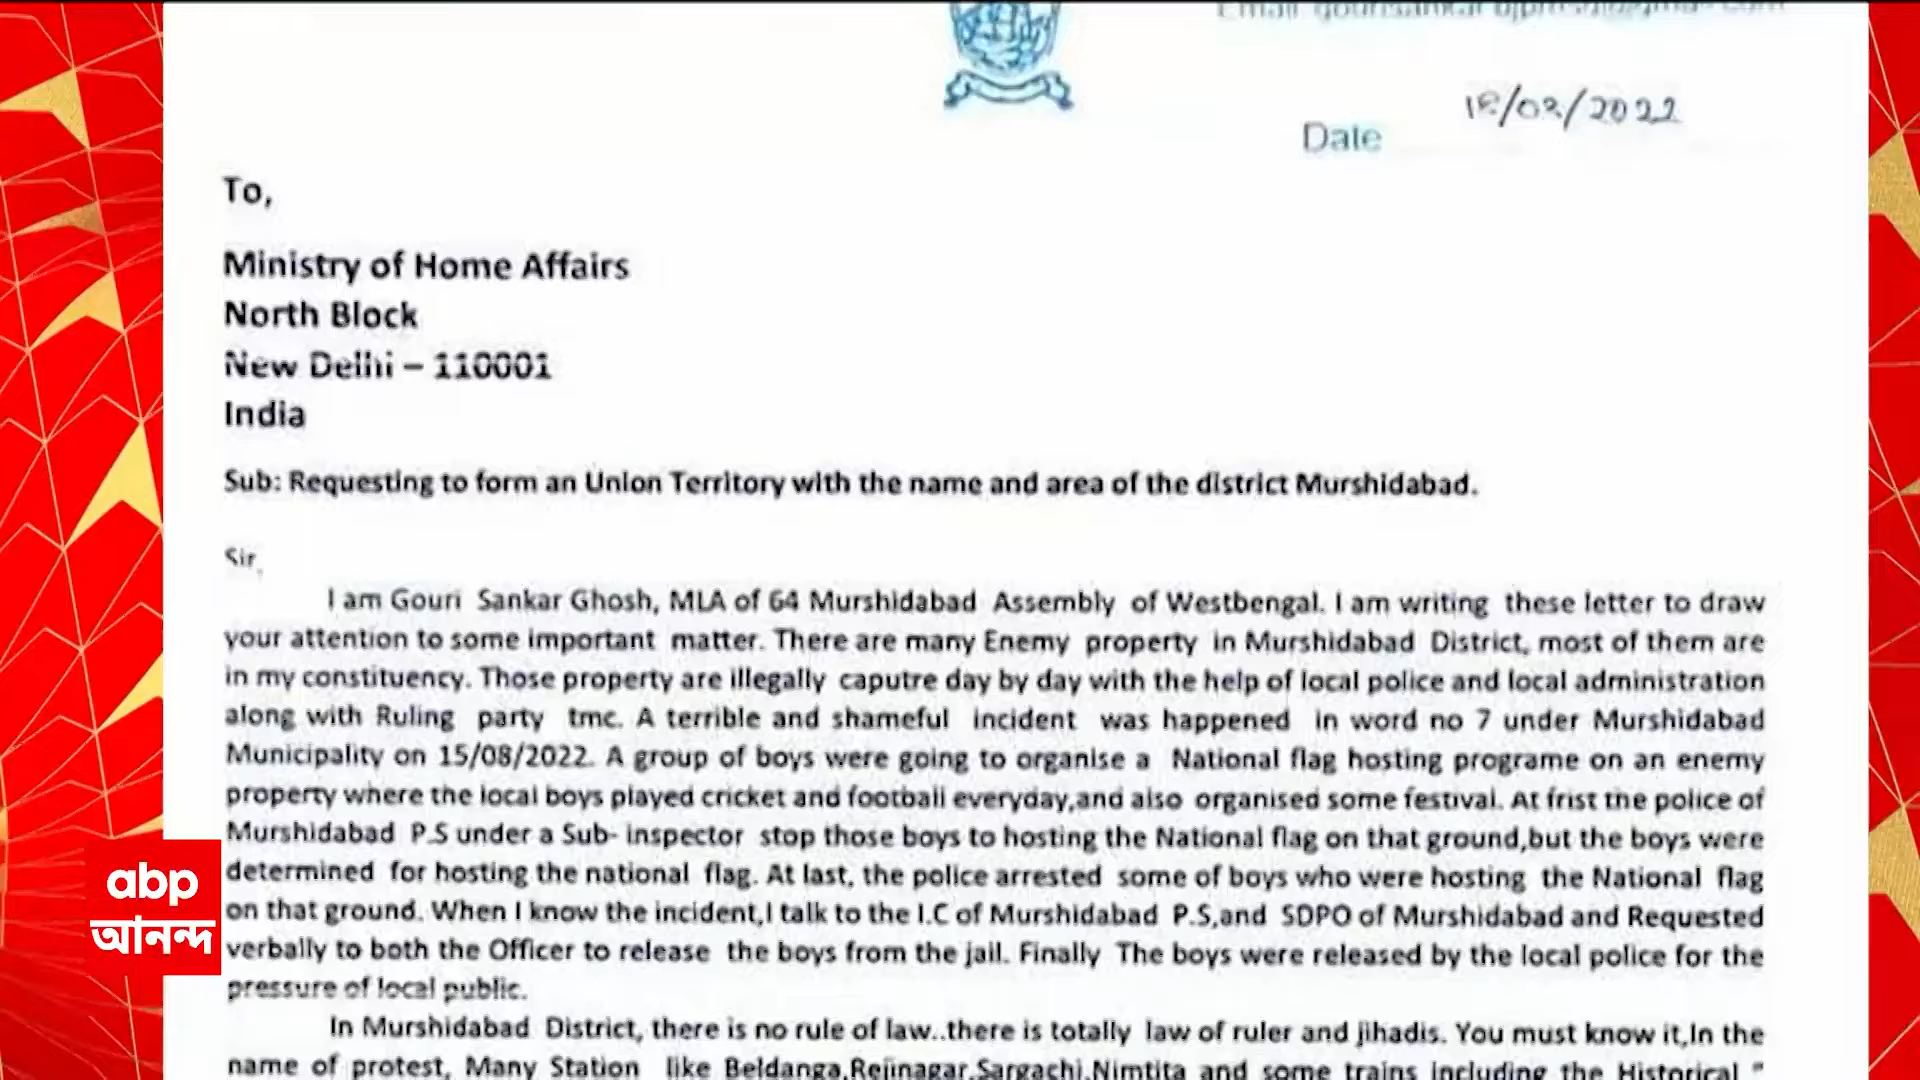 Date
To,
Ministry of Home Affairs
North Block
New Delhi – 110001
India
Sub: Requesting to form an Union Territory with the name and area of the district Murshidabad.
Sir,
I am Gouri Sankar Ghosh, MLA of 64 Murshidabad Assembly of Westbengal. I am writing these letter to draw
your attention to some important matter. There are many Enemy property in Murshidabad District, most of them are
in my constituency. Those property are illegally caputre day by day with the help of local police and local administration
along with Ruling party tmc. A terrible and shameful incident was happened in word no 7 under Murshidabad
Municipality on 15/08/2022. A group of boys were going to organise a National flag hosting programe on an enemy
property where the local boys played cricket and football everyday,and also organised some festival. At frist the police of
Murshidabad P.S under a Sub- inspector stop those boys to hosting the National flag on that ground,but the boys were
determined for hosting the national flag. At last, the police arrested some of boys who were hosting the National flag
on that ground. When I know the incident,I talk to the I.C of Murshidabad P.S,and SDPO of Murshidabad and Requested
verbally to both the Officer to release the boys from the jail. Finally The boys were released by the local police for the
pressure of local public.
In Murshidabad District, there is no rule of law..there is totally law of ruler and jihadis. You must know it,In the
name of protest, Many Station like Beldanga,Rejinagar,Sargachi,Nimtita and some trains including the Historical "
abp
আনন্দ